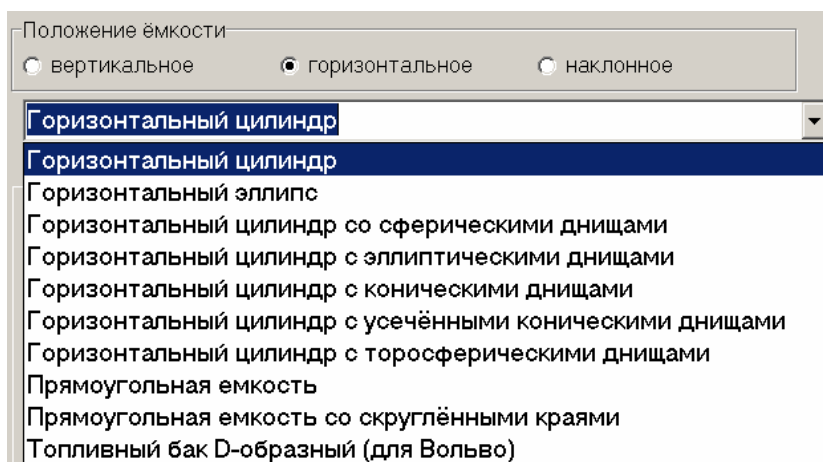 Положение ёмкости
вертикальное горизонтальное наклонное
Горизонтальный цилиндр
Горизонтальный цилиндр
Горизонтальный эллипс
Горизонтальный цилиндр со сферическими днищами
Горизонтальный цилиндр с эллиптическими днищами
Горизонтальный цилиндр с коническими днищами
Горизонтальный цилиндр с усечёнными коническими днищами
Горизонтальный цилиндр с торосферическими днищами
Прямоугольная емкость
Прямоугольная емкость со скруглёнными краями
Топливный бак D-образный (для Вольво)